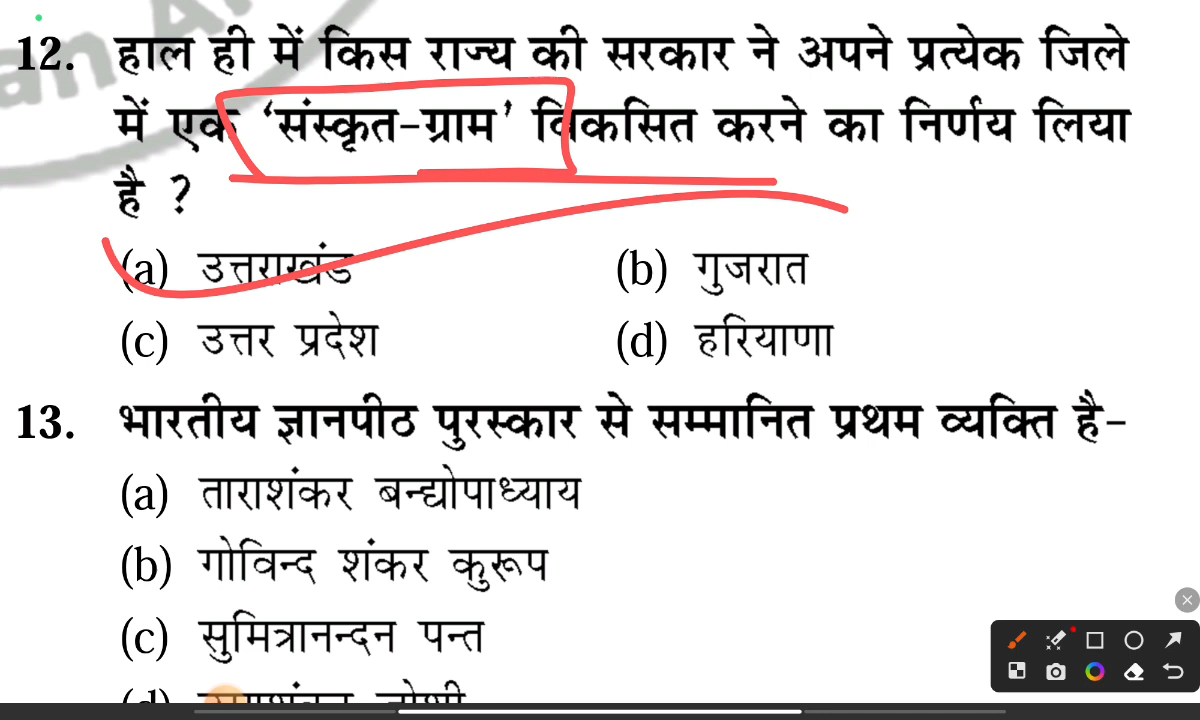 12. हाल ही में किस राज्य की सरकार ने अपने प्रत्येक जिले
में एक 'संस्कृत-ग्राम' विकसित करने का निर्णय लिया
है ?
(a) उत्तराखंड (b) गुजरात
(c) उत्तर प्रदेश (d) हरियाणा
13. भारतीय ज्ञानपीठ पुरस्कार से सम्मानित प्रथम व्यक्ति है-
(a) ताराशंकर बन्द्योपाध्याय
(b) गोविन्द शंकर कुरूप
(c) सुमित्रानन्दन पन्त
(d)